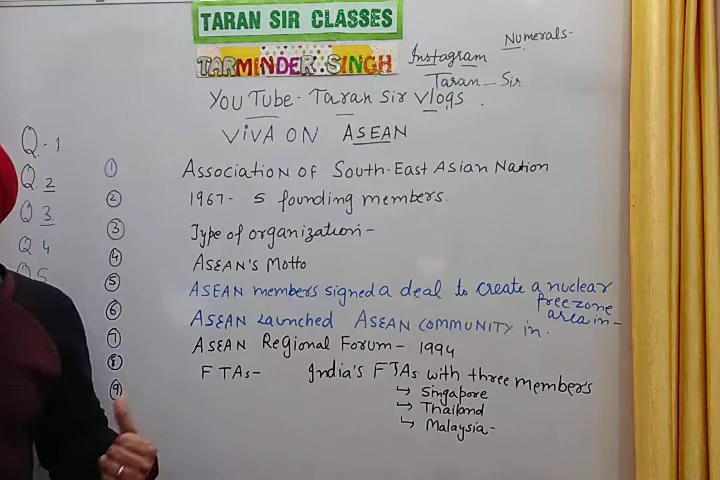 TARAN SIR CLASSES
TARMINDER SINGH
Numerals-
Instagram
Taran_Sir
YouTube- Taran Sir Vlogs.
VIVA ON ASEAN
Q-1
Q 2
Q 3
Q 4
Q5
① Association of South-East Asian Nation
② 1967- 5 founding members.
③ Type of organization-
④ ASEAN's Motto
⑤ ASEAN members signed a deal to create a nuclear
free zone
area in-
⑥ ASEAN Launched ASEAN COMMUNITY in.
⑦ ASEAN Regional Forum- 1994
⑧ FTAs- India's FTAs with three members
⑨
↳ Singapore
↳ Thailand
↳ Malaysia-